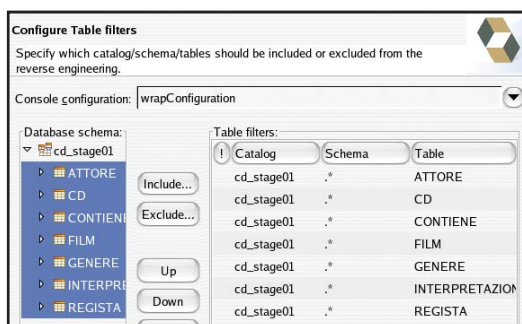 Configure Table filters
Specify which catalog/schema/tables should be included or excluded from the
reverse engineering.
Console configuration: wrapConfiguration
Database schema:
cd_stage01
ATTORE
CD
CONTIENE
FILM
GENERE
INTERPRE
REGISTA
Include...
Exclude...
Up
Down
Table filters:
! Catalog Schema Table
cd_stage01 .* ATTORE
cd_stage01 .* CD
cd_stage01 .* CONTIENE
cd_stage01 .* FILM
cd_stage01 .* GENERE
cd_stage01 .* INTERPRETAZION
cd_stage01 .* REGISTA